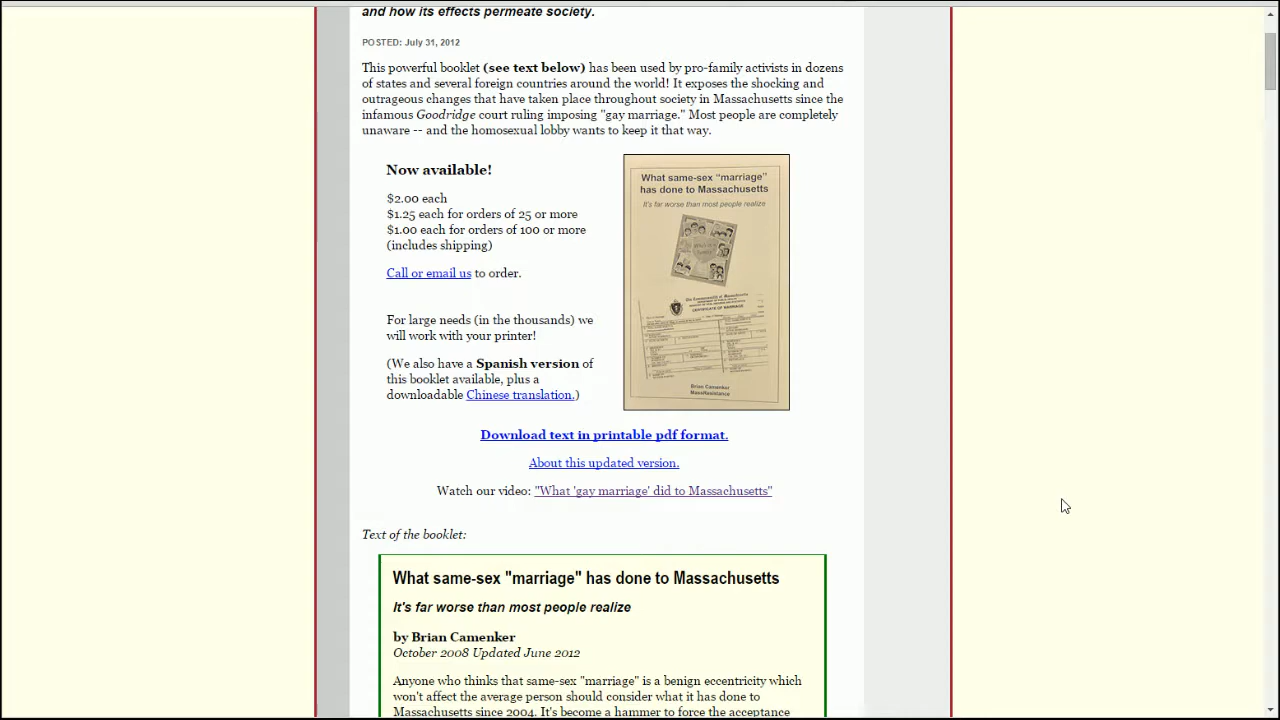 and how its effects permeate society.
POSTED: July 31, 2012
This powerful booklet (see text below) has been used by pro-family activists in dozens
of states and several foreign countries around the world! It exposes the shocking and
outrageous changes that have taken place throughout society in Massachusetts since the
infamous Goodridge court ruling imposing "gay marriage." Most people are completely
unaware -- and the homosexual lobby wants to keep it that way.
Now available!
$2.00 each
$1.25 each for orders of 25 or more
$1.00 each for orders of 100 or more
(includes shipping)
Call or email us to order.
For large needs (in the thousands) we
will work with your printer!
(We also have a Spanish version of
this booklet available, plus a
downloadable Chinese translation.)
What same-sex "marriage"
has done to Massachusetts
It's far worse than most people realize
CERTIFICATE OF MARRIAGE
Brian Camenker
MassResistance
Download text in printable pdf format.
About this updated version.
Watch our video: "What 'gay marriage' did to Massachusetts"
Text of the booklet:
What same-sex "marriage" has done to Massachusetts
It's far worse than most people realize
by Brian Camenker
October 2008 Updated June 2012
Anyone who thinks that same-sex "marriage" is a benign eccentricity which
won't affect the average person should consider what it has done to
Massachusetts since 2004. It's become a hammer to force the acceptance